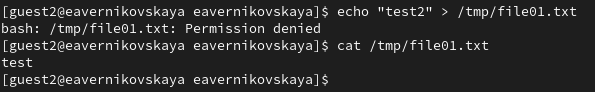 [guest2@eavernikovskaya eavernikovskaya]$ echo "test2" > /tmp/file01.txt
bash: /tmp/file01.txt: Permission denied
[guest2@eavernikovskaya eavernikovskaya]$ cat /tmp/file01.txt
test
[guest2@eavernikovskaya eavernikovskaya]$